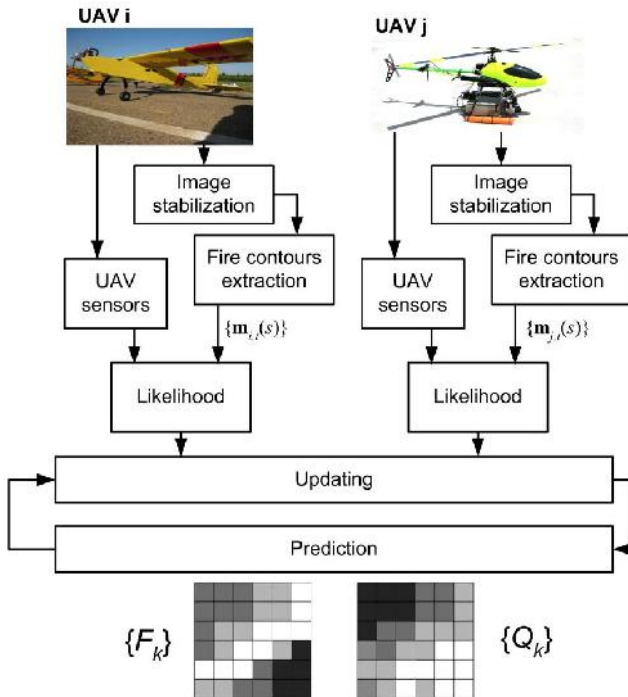 UAV i
UAV j
Image
stabilization
Fire contours
extraction
UAV
sensors
{m_{i,t}(s)}
Likelihood
Image
stabilization
Fire contours
extraction
UAV
sensors
{m_{j,t}(s)}
Likelihood
Updating
Prediction
{F_k}
{Q_k}